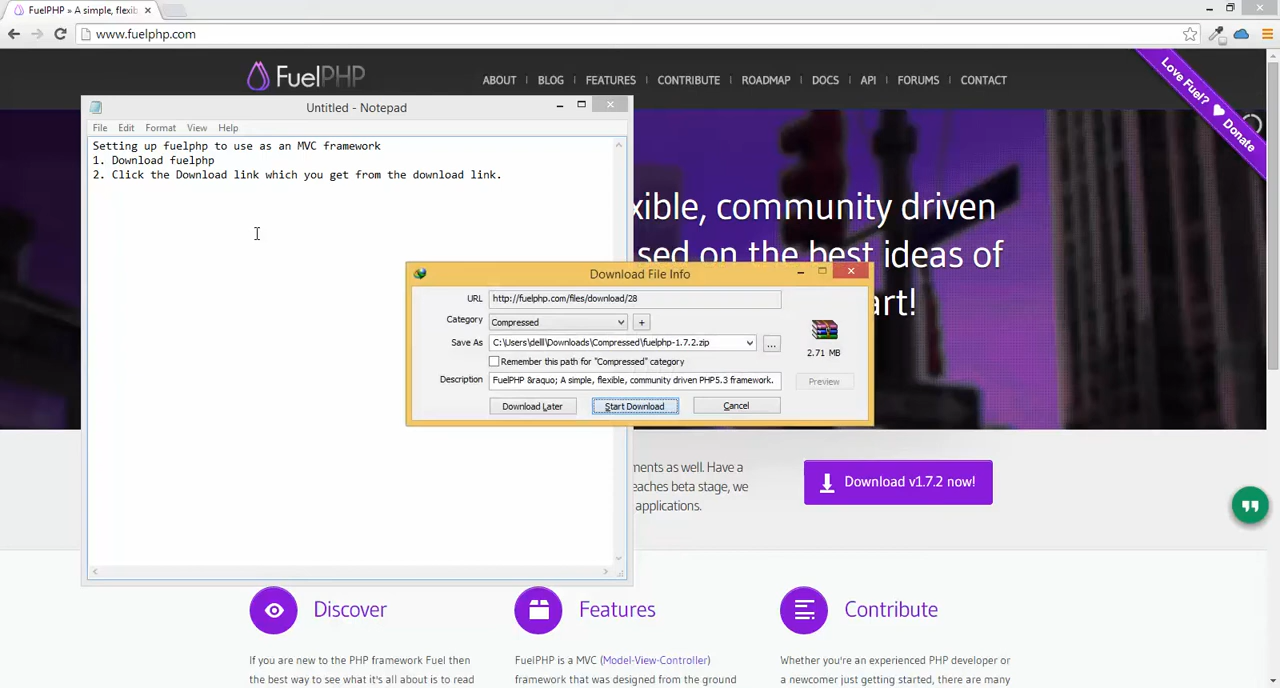 FuelPHP » A simple, flexib
www.fuelphp.com
FuelPHP
ABOUT
BLOG
FEATURES
CONTRIBUTE
ROADMAP
DOCS
API
FORUMS
CONTACT
Love Fuel? Donate
Untitled - Notepad
File Edit Format View Help
Setting up fuelphp to use as an MVC framework
1. Download fuelphp
2. Click the Download link which you get from the download link.
xible, community driven
sed on the best ideas of
art!
Download File Info
URL http://fuelphp.com/files/download/28
Category Compressed +
Save As C:\Users\delll\Downloads\Compressed\fuelphp-1.7.2.zip ...
2.71 MB
Remember this path for "Compressed" category
Description FuelPHP &raquo; A simple, flexible, community driven PHP5.3 framework.
Preview
Download Later Start Download Cancel
ments as well. Have a
eaches beta stage, we
applications.
Download v1.7.2 now!
Discover
If you are new to the PHP framework Fuel then
the best way to see what it's all about is to read
Features
FuelPHP is a MVC (Model-View-Controller)
framework that was designed from the ground
Contribute
Whether you're an experienced PHP developer or
a newcomer just getting started, there are many